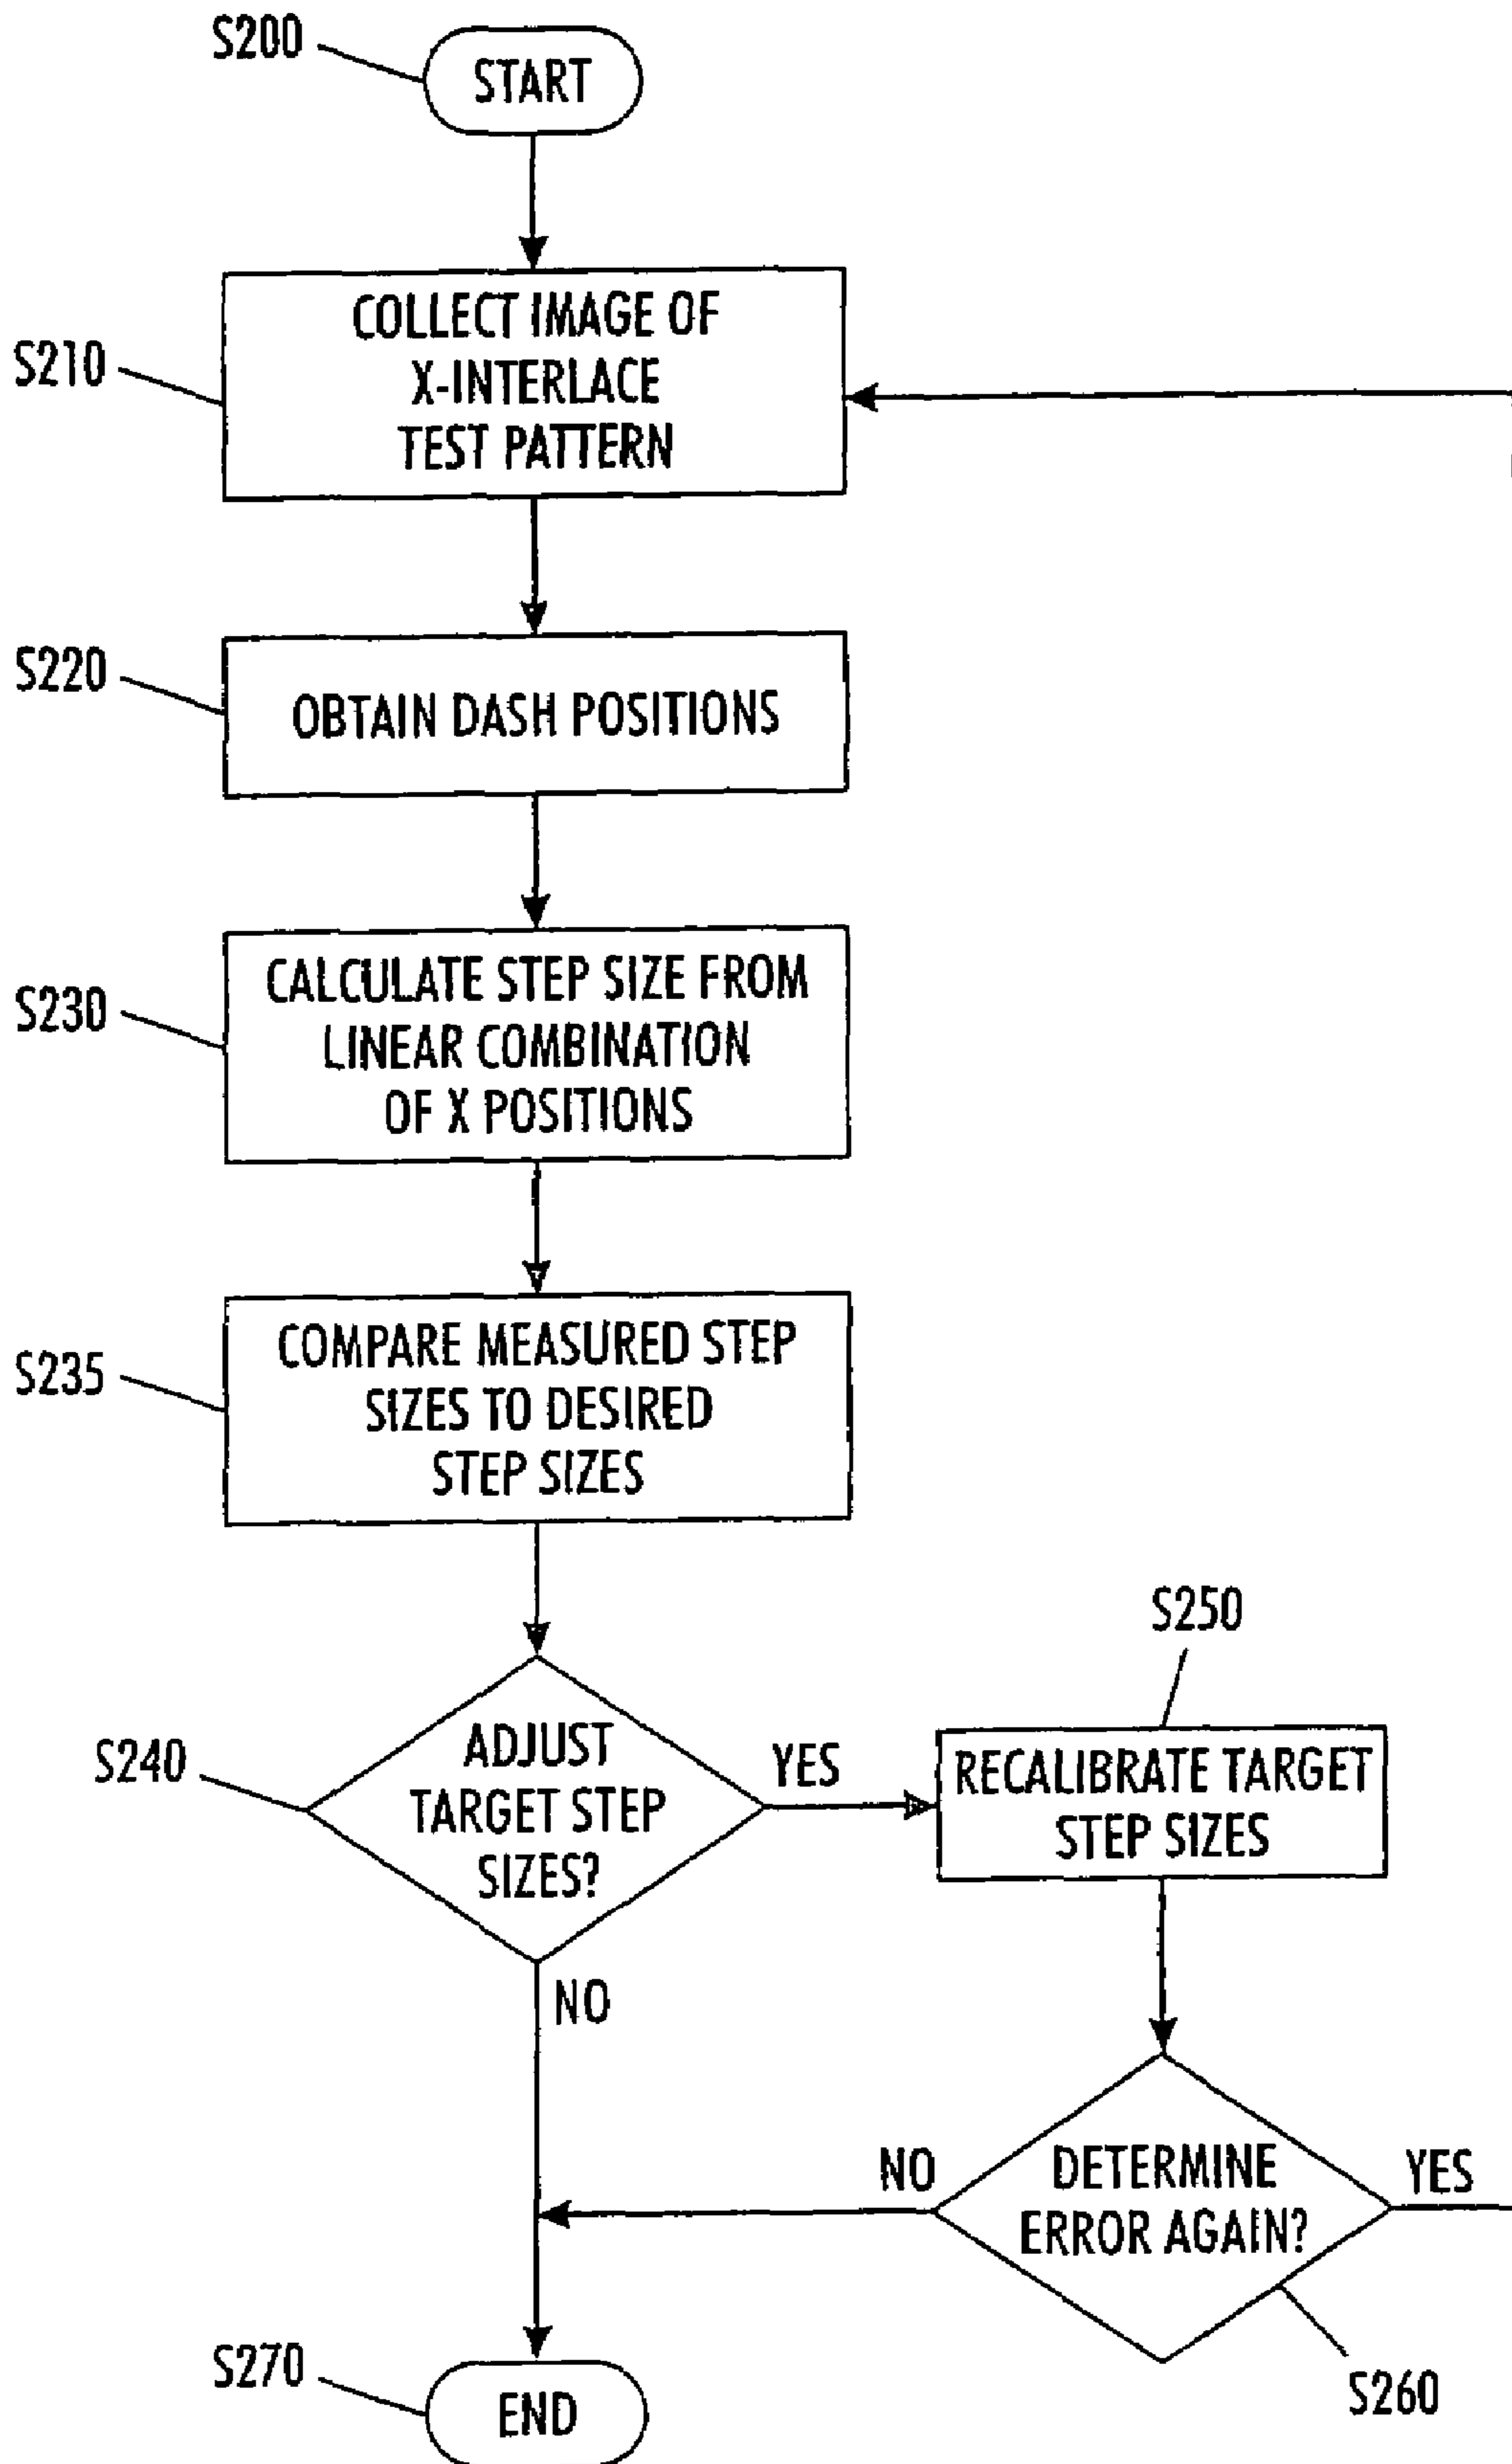 S200
START
S210
COLLECT IMAGE OF
X-INTERLACE
TEST PATTERN
S220
OBTAIN DASH POSITIONS
S230
CALCULATE STEP SIZE FROM
LINEAR COMBINATION
OF X POSITIONS
S235
COMPARE MEASURED STEP
SIZES TO DESIRED
STEP SIZES
S240
ADJUST
TARGET STEP
SIZES?
YES
NO
S250
RECALIBRATE TARGET
STEP SIZES
NO
DETERMINE
ERROR AGAIN?
YES
S260
S270
END